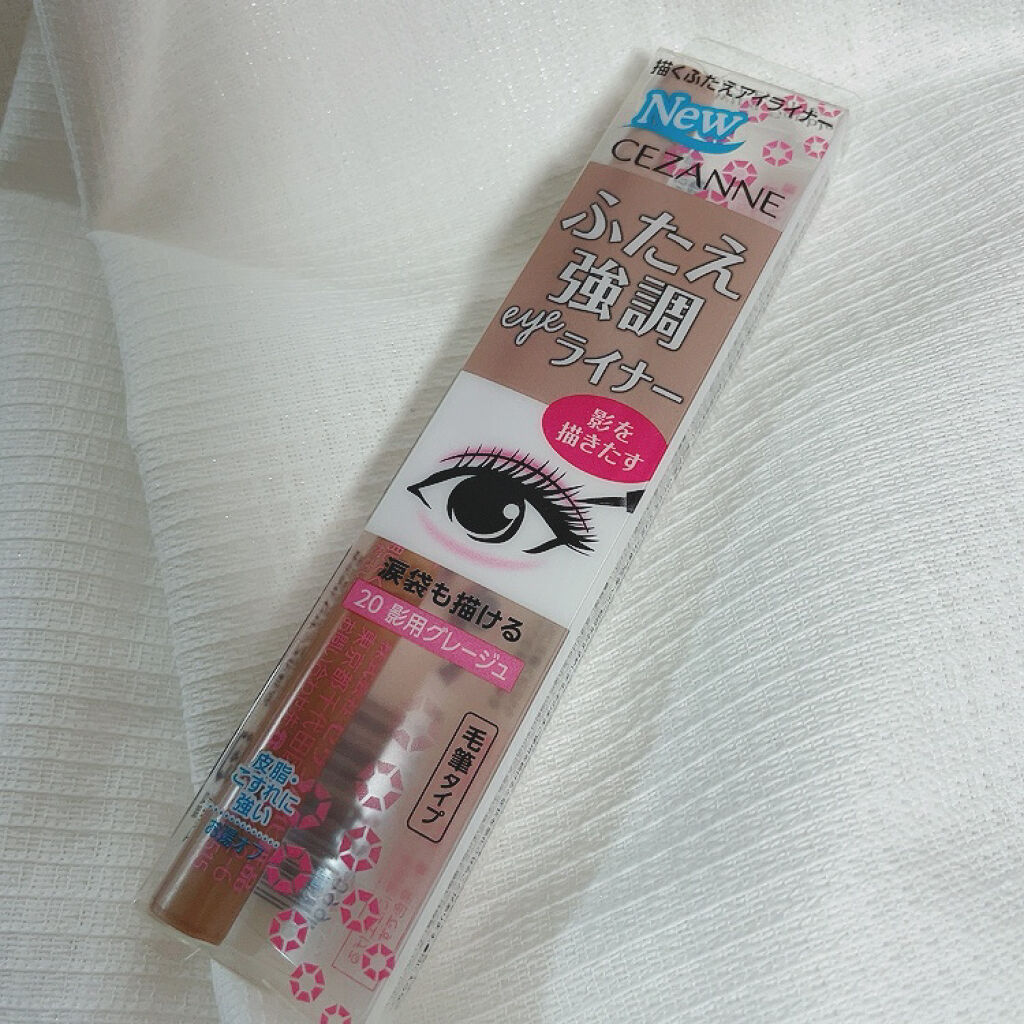 描くふたえアイライナー
New
CEZANNE
ふたえ
強調
eyeライナー
影を
描きたす
涙袋も描ける
20 影用グレージュ
毛筆タイプ
皮脂・
こすれに
強い
お湯オフ